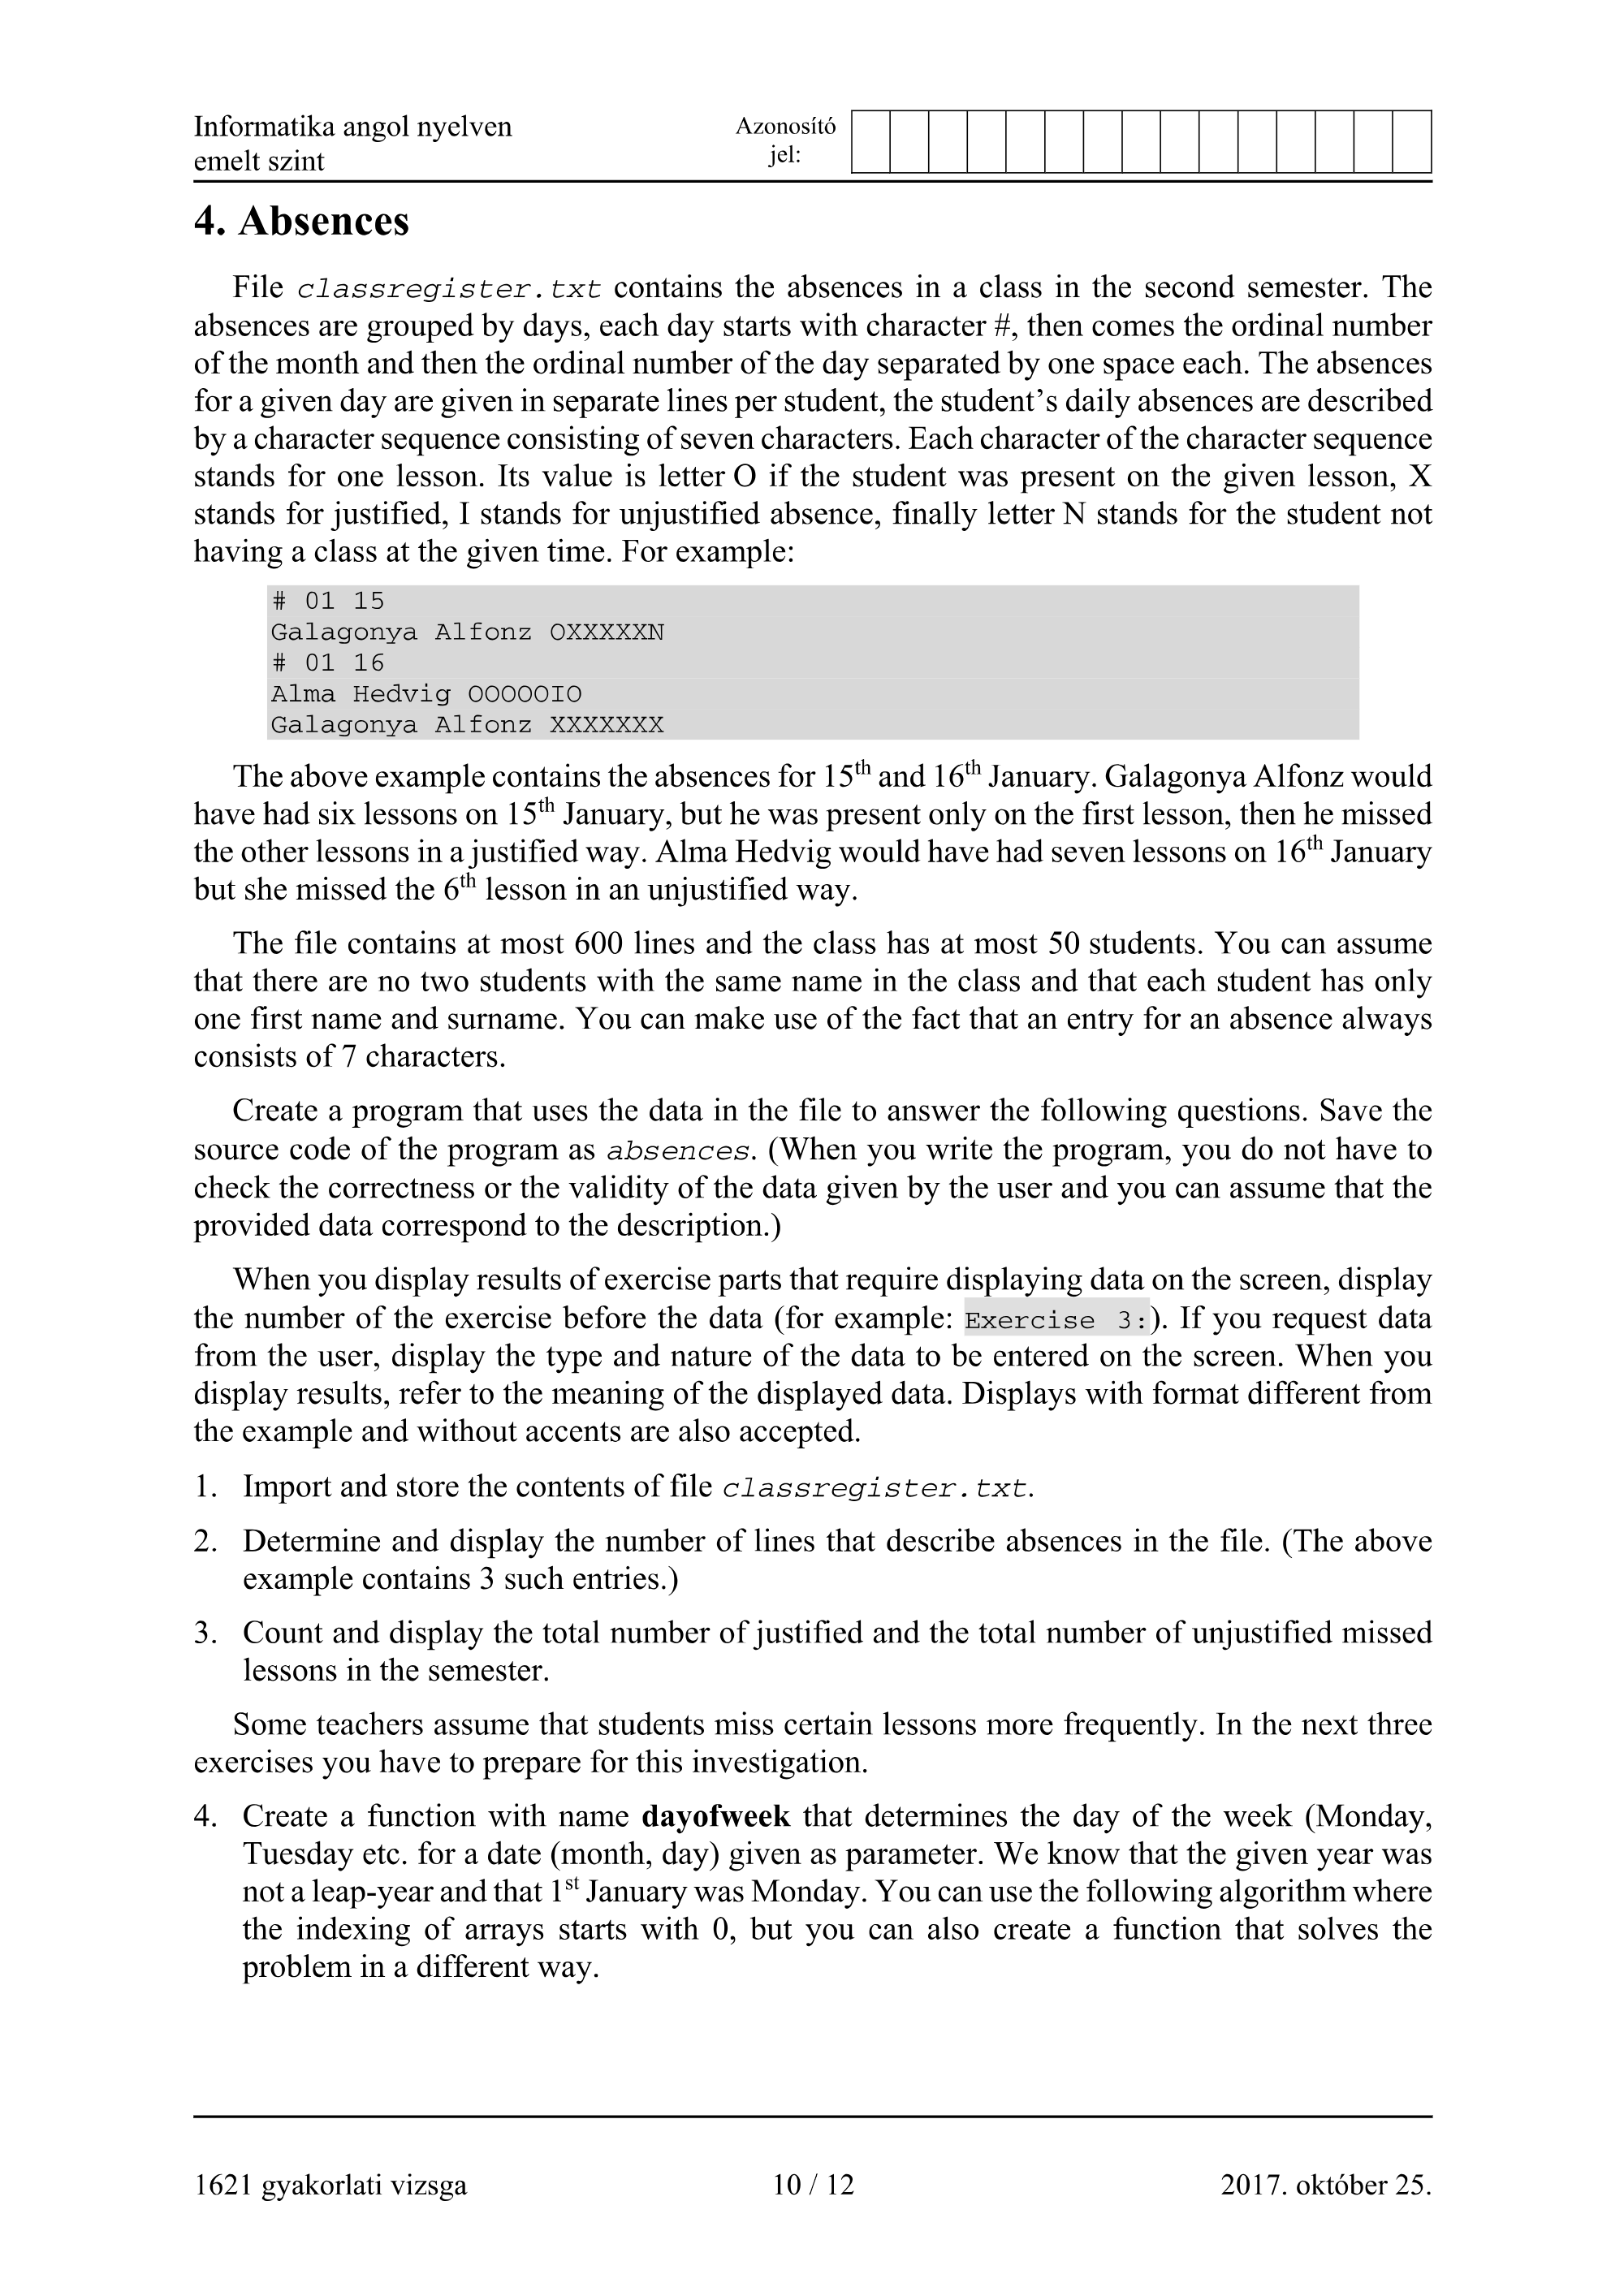 Informatika angol nyelven
emelt szint
Azonosító
jel:
4. Absences
File classregister.txt contains the absences in a class in the second semester. The
absences are grouped by days, each day starts with character #, then comes the ordinal number
of the month and then the ordinal number of the day separated by one space each. The absences
for a given day are given in separate lines per student, the student’s daily absences are described
by a character sequence consisting of seven characters. Each character of the character sequence
stands for one lesson. Its value is letter O if the student was present on the given lesson, X
stands for justified, I stands for unjustified absence, finally letter N stands for the student not
having a class at the given time. For example:
# 01 15
Galagonya Alfonz OXXXXXN
# 01 16
Alma Hedvig OOOOOIO
Galagonya Alfonz XXXXXXX
The above example contains the absences for 15th and 16th January. Galagonya Alfonz would
have had six lessons on 15th January, but he was present only on the first lesson, then he missed
the other lessons in a justified way. Alma Hedvig would have had seven lessons on 16th January
but she missed the 6th lesson in an unjustified way.
The file contains at most 600 lines and the class has at most 50 students. You can assume
that there are no two students with the same name in the class and that each student has only
one first name and surname. You can make use of the fact that an entry for an absence always
consists of 7 characters.
Create a program that uses the data in the file to answer the following questions. Save the
source code of the program as absences. (When you write the program, you do not have to
check the correctness or the validity of the data given by the user and you can assume that the
provided data correspond to the description.)
When you display results of exercise parts that require displaying data on the screen, display
the number of the exercise before the data (for example: Exercise 3:). If you request data
from the user, display the type and nature of the data to be entered on the screen. When you
display results, refer to the meaning of the displayed data. Displays with format different from
the example and without accents are also accepted.
1. Import and store the contents of file classregister.txt.
2. Determine and display the number of lines that describe absences in the file. (The above
example contains 3 such entries.)
3. Count and display the total number of justified and the total number of unjustified missed
lessons in the semester.
Some teachers assume that students miss certain lessons more frequently. In the next three
exercises you have to prepare for this investigation.
4. Create a function with name dayofweek that determines the day of the week (Monday,
Tuesday etc. for a date (month, day) given as parameter. We know that the given year was
not a leap-year and that 1st January was Monday. You can use the following algorithm where
the indexing of arrays starts with 0, but you can also create a function that solves the
problem in a different way.
1621 gyakorlati vizsga
10 / 12
2017. október 25.